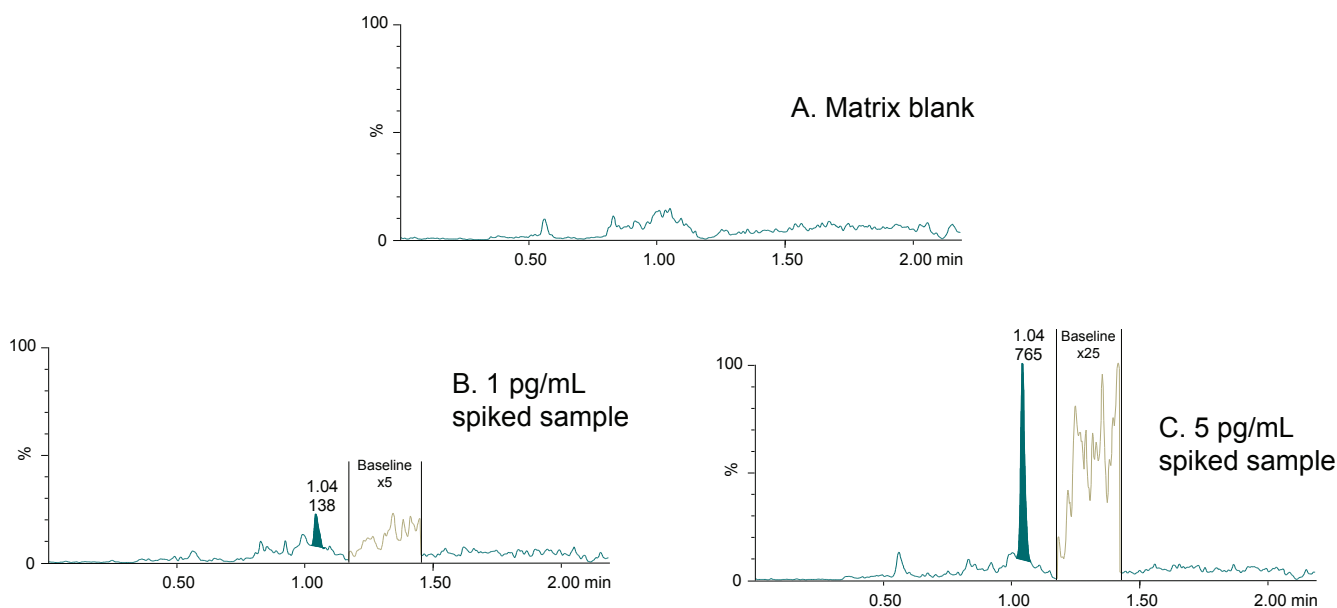 100
A. Matrix blank
%
0
0.50 1.00 1.50 2.00 min
100
B. 1 pg/mL
spiked sample
%
Baseline
x5
1.04
138
0
0.50 1.00 1.50 2.00 min
1.04
765
Baseline
x25
100
C. 5 pg/mL
spiked sample
%
0
0.50 1.00 1.50 2.00 min